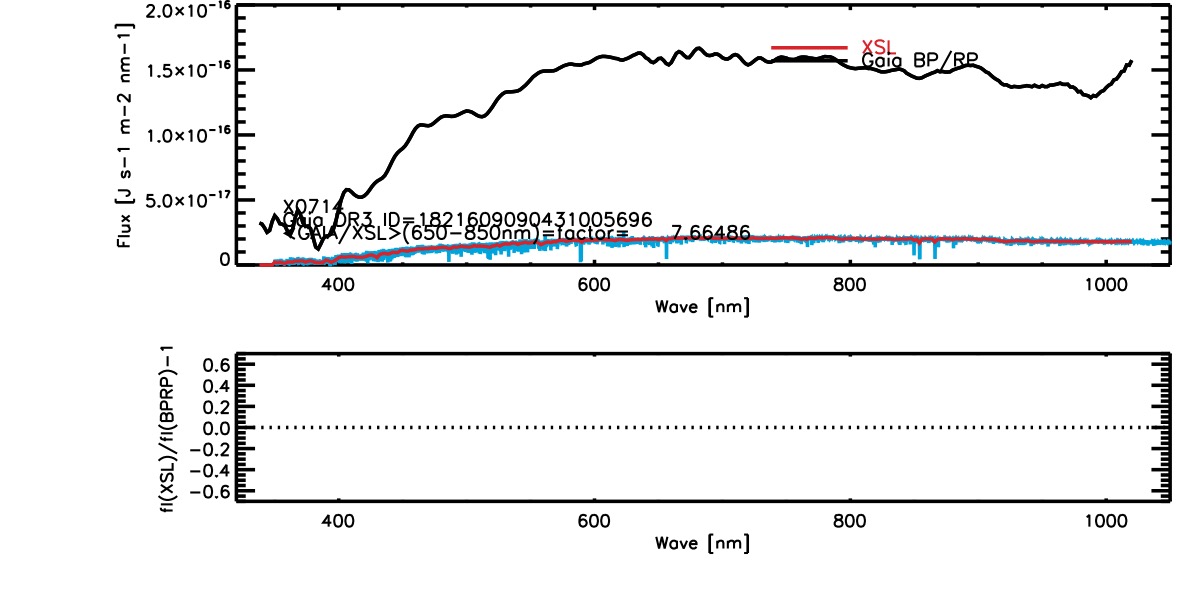 2.0×10−16
XSL
Gaia BP/RP
1.5×10−16
1.0×10−16
5.0×10−17
0
Flux [J s−1 m−2 nm−1]
X0714
Gaia DR3 ID=1821609090431005696
<GAIA/XSL>(650−850nm)=factor= 7.66486
400 600 800 1000
Wave [nm]
0.6
0.4
0.2
0.0
−0.2
−0.4
−0.6
fl(XSL)/fl(BPRP)−1
400 600 800 1000
Wave [nm]